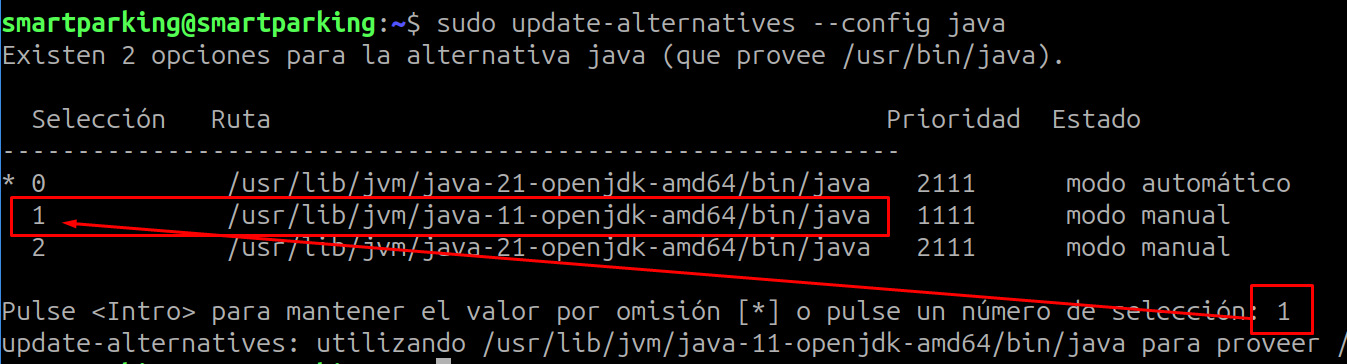 smartparking@smartparking:~$ sudo update-alternatives --config java
Existen 2 opciones para la alternativa java (que provee /usr/bin/java).
Selección Ruta Prioridad Estado
------------------------------------------------------------
* 0 /usr/lib/jvm/java-21-openjdk-amd64/bin/java 2111 modo automático
1 /usr/lib/jvm/java-11-openjdk-amd64/bin/java 1111 modo manual
2 /usr/lib/jvm/java-21-openjdk-amd64/bin/java 2111 modo manual
Pulse <Intro> para mantener el valor por omisión [*] o pulse un número de selección: 1
update-alternatives: utilizando /usr/lib/jvm/java-11-openjdk-amd64/bin/java para proveer /